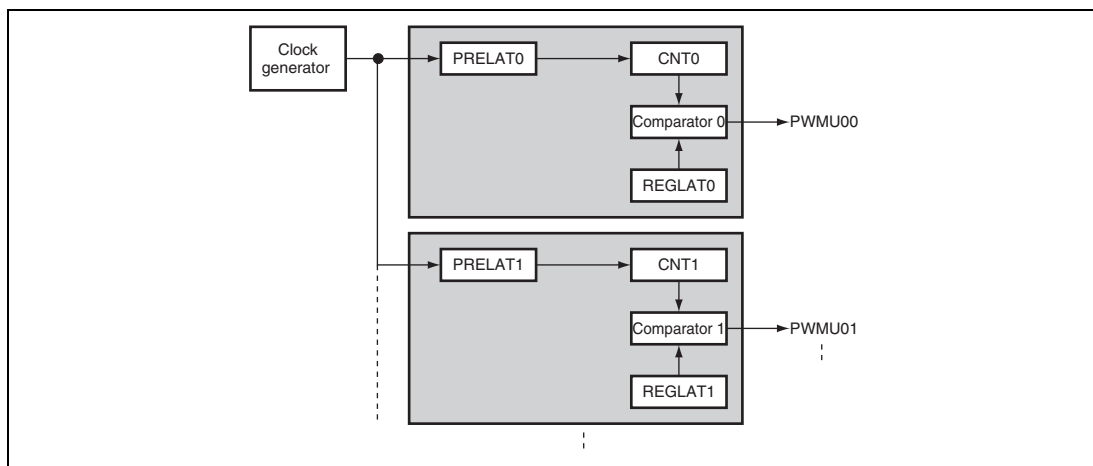 Clock
generator
PRELAT0
CNT0
Comparator 0
PWMU00
REGLAT0
PRELAT1
CNT1
Comparator 1
PWMU01
REGLAT1